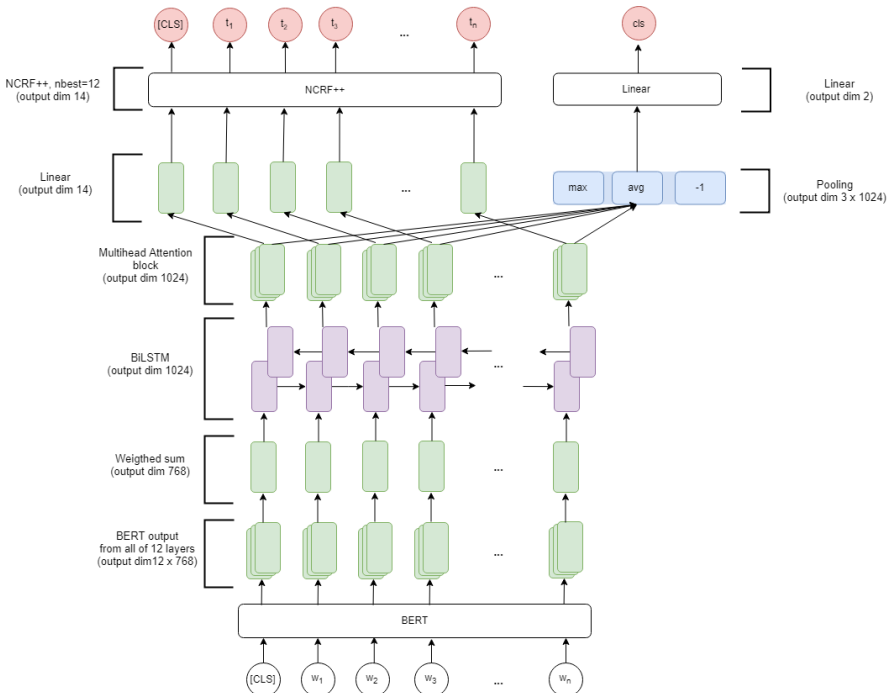 [CLS] t1 t2 t3 ... tn cls
NCRF++, nbest=12
(output dim 14)
NCRF++
Linear
Linear
(output dim 2)
Linear
(output dim 14)
...
max avg -1
Pooling
(output dim 3 x 1024)
Multihead Attention
block
(output dim 1024)
...
BiLSTM
(output dim 1024)
...
Weigthed sum
(output dim 768)
...
BERT output
from all of 12 layers
(output dim12 x 768)
...
BERT
[CLS] w1 w2 w3 ... wn